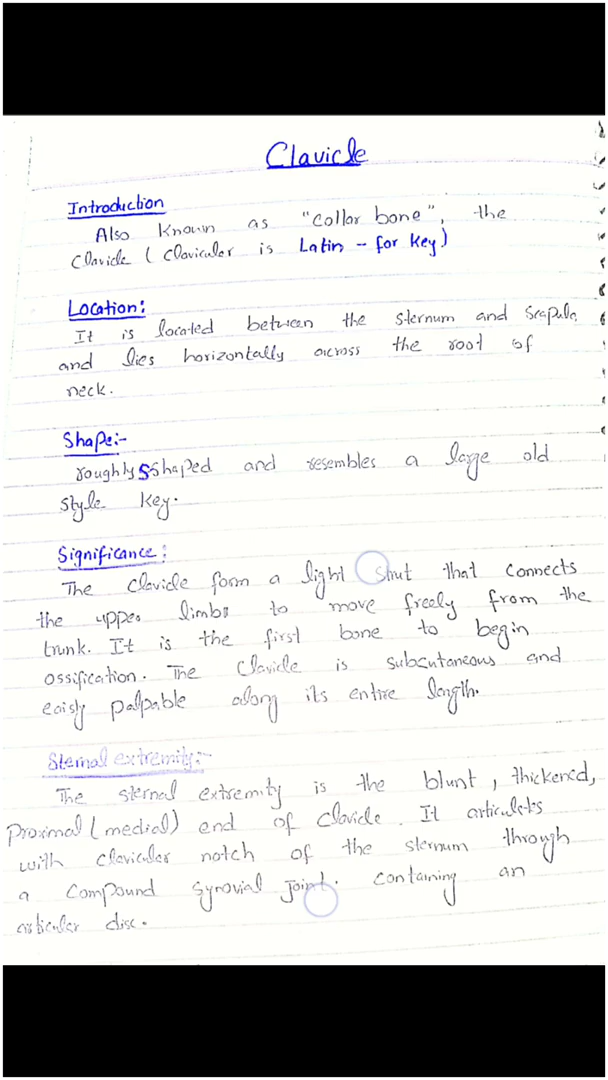 Clavicle
Introduction
Also Known as "collar bone", the
clavicle ( clavicular is Latin - for key)
Location:
It is located between the sternum and scapula
and lies horizontally across the root of
neck.
Shape:-
roughly S shaped and resembles a large old
style key.
Significance:
The clavicle form a light strut that connects
the upper limbs to move freely from the
trunk. It is the first bone to begin
ossification. The clavicle is subcutaneous and
easily palpable along its entire length.
Sternal extremity:-
The sternal extremity is the blunt, thickened,
Proximal (medial) end of clavicle. It articulets
with clavicular notch of the sternum through
a compound synovial joint. containing an
articular disc.